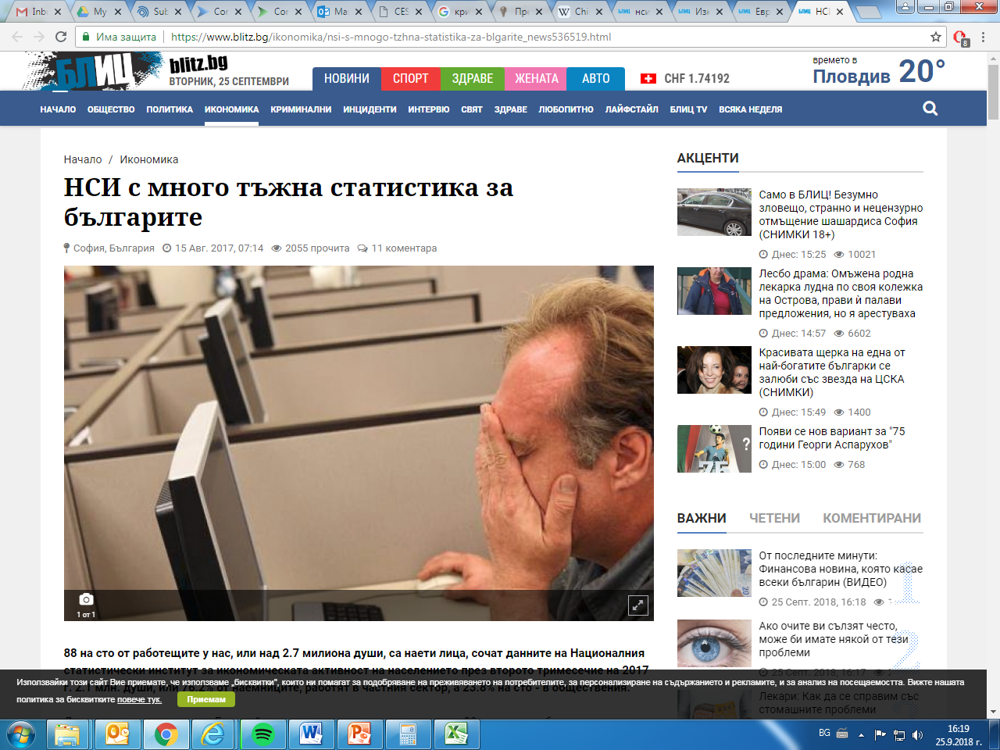 Inb
My
Sub
Cor
Cor
Ma
CES
кри
Пре
Chi
нси
Изн
Евр
НС
Има защита
https://www.blitz.bg/ikonomika/nsi-s-mnogo-tzhna-statistika-za-blgarite_news536519.html
8
БЛИЦ
blitz.bg
ВТОРНИК, 25 СЕПТЕМВРИ
НОВИНИ
СПОРТ
ЗДРАВЕ
ЖЕНАТА
АВТО
CHF 1.74192
времето в
Пловдив 20°
НАЧАЛО ОБЩЕСТВО ПОЛИТИКА ИКОНОМИКА КРИМИНАЛНИ ИНЦИДЕНТИ ИНТЕРВЮ СВЯТ ЗДРАВЕ ЛЮБОПИТНО ЛАЙФСТАЙЛ БЛИЦ TV ВСЯКА НЕДЕЛЯ
Начало / Икономика
НСИ с много тъжна статистика за
българите
София, България 15 Авг. 2017, 07:14 2055 прочита 11 коментара
1 от 1
88 на сто от работещите у нас, или над 2.7 милиона души, са наети лица, сочат данните на Националния
статистически институт за икономическата активност на населението през второто тримесечие на 2017
г. 2.1 млн. души, или 76.2% от наемниците, работят в частния сектор, а 23.8% на сто - в обществения.
АКЦЕНТИ
Само в БЛИЦ! Безумно
зловещо, странно и нецензурно
отмъщение шашардиса София
(СНИМКИ 18+)
Днес: 15:25 10021
Лесбо драма: Омъжена родна
лекарка лудна по своя колежка
на Острова, прави ѝ палави
предложения, но я арестуваха
Днес: 14:57 6602
Красивата щерка на една от
най-богатите българки се
залюби със звезда на ЦСКА
(СНИМКИ)
Днес: 15:49 1400
Появи се нов вариант за "75
години Георги Аспарухов"
Днес: 15:00 768
ВАЖНИ ЧЕТЕНИ КОМЕНТИРАНИ
От последните минути:
Финансова новина, която касае
всеки българин (ВИДЕО)
25 Септ. 2018, 16:18
1
Ако очите ви сълзят често,
може би имате някой от тези
проблеми
25 Септ. 2018, 16:17
2
Лекари: Как да се справим със
стомашните проблеми
Използвайки този сайт Вие приемате, че използваме „бисквитки", които ни помагат за подобряване на преживяването на потребителите, за персонализиране на съдържанието и рекламите, и за анализ на посещаемостта. Вижте нашата
политика за бисквитките повече тук. Приемам
BG
16:19
25.9.2018 г.